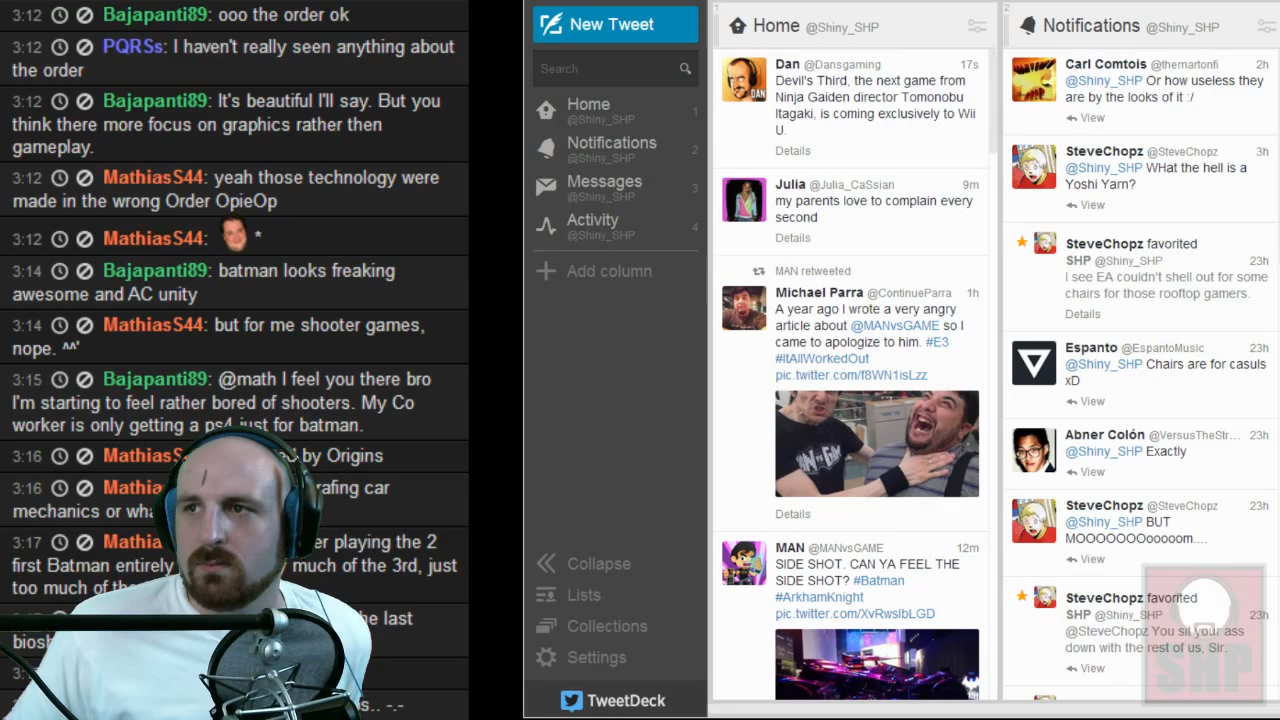 3:12 Bajapanti89: ooo the order ok
3:12 PQRSs: I haven't really seen anything about
the order
3:12 Bajapanti89: It's beautiful I'll say. But you
think there more focus on graphics rather then
gameplay.
3:12 MathiasS44: yeah those technology were
made in the wrong Order OpieOp
3:12 MathiasS44: *
3:14 Bajapanti89: batman looks freaking
awesome and AC unity
3:14 MathiasS44: but for me shooter games,
nope. ^^'
3:15 Bajapanti89: @math I feel you there bro
I'm starting to feel rather bored of shooters. My Co
worker is only getting a ps4 just for batman.
3:16 by Origins
3:16 car
mechanics or
3:17 playing the 2
first Batman entirely much of the 3rd, just
too much of
last
New Tweet
Search
Home 1
@Shiny_SHP
Notifications 2
@Shiny_SHP
Messages 3
@Shiny_SHP
Activity 4
@Shiny_SHP
Add column
Collapse
Lists
Collections
Settings
TweetDeck
1
Home @Shiny_SHP
Dan @Dansgaming 17s
Devil's Third, the next game from
Ninja Gaiden director Tomonobu
Itagaki, is coming exclusively to Wii
U.
Details
Julia @Julia_CaSsian 9m
my parents love to complain every
second
Details
MAN retweeted
Michael Parra @ContinueParra 1h
A year ago I wrote a very angry
article about @MANvsGAME so I
came to apologize to him. #E3
#ItAllWorkedOut
pic.twitter.com/f8WN1isLzz
Details
MAN @MANvsGAME 12m
SIDE SHOT. CAN YA FEEL THE
SIDE SHOT? #Batman
#ArkhamKnight
pic.twitter.com/XvRwsIbLGD
2
Notifications @Shiny_SHP
Carl Comtois @themartonfi 2h
@Shiny_SHP Or how useless they
are by the looks of it :/
View
SteveChopz @SteveChopz 3h
@Shiny_SHP What the hell is a
Yoshi Yarn?
View
SteveChopz favorited
SHP @Shiny_SHP 23h
I see EA couldn't shell out for some
chairs for those rooftop gamers.
Details
Espanto @EspantoMusic 23h
@Shiny_SHP Chairs are for casuls
xD
View
Abner Colón @VersusTheStr... 23h
@Shiny_SHP Exactly
View
SteveChopz @SteveChopz 23h
@Shiny_SHP BUT
MOOOOOOOooooom....
View
SteveChopz favorited
SHP @Shiny_SHP 23h
@SteveChopz You sit your ass
down with the rest of us, Sir.
View
SHP